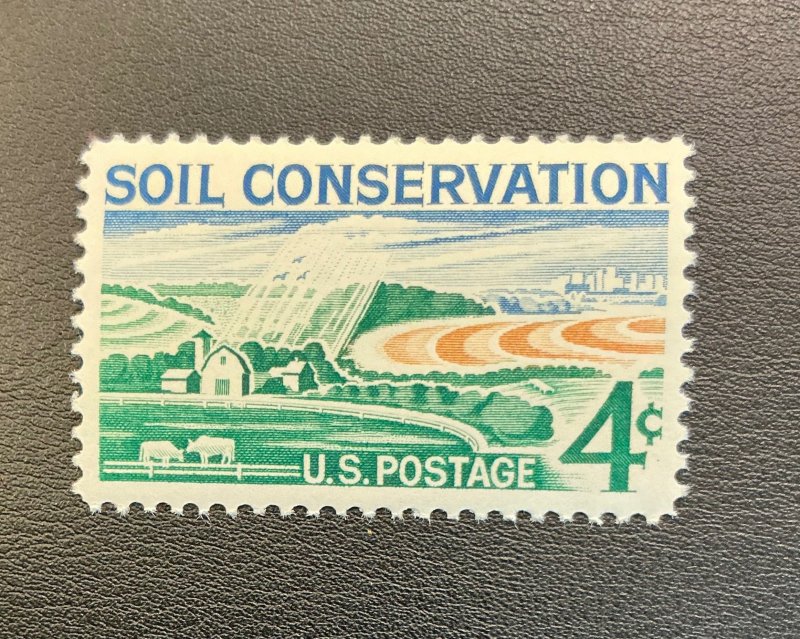 SOIL CONSERVATION
4¢
U.S. POSTAGE